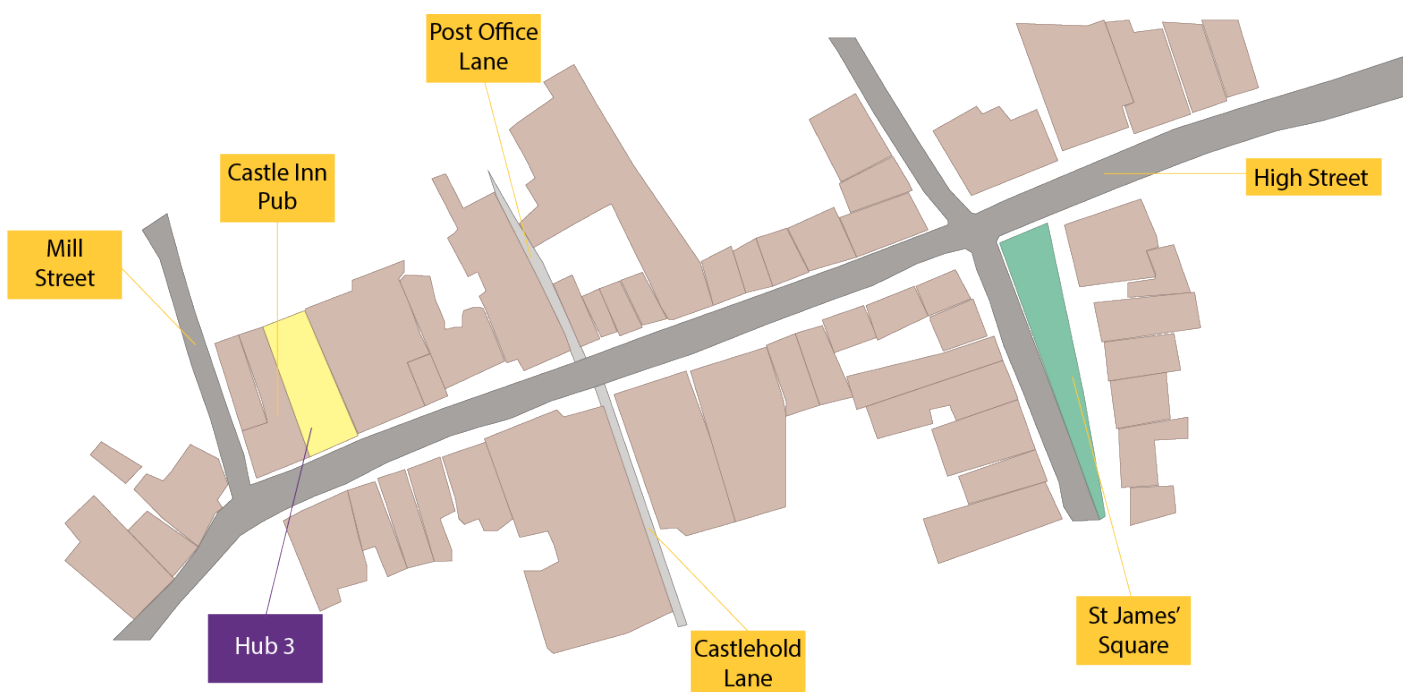 Post Office
Lane
Castle Inn
Pub
High Street
Mill
Street
Hub 3
St James’
Square
Castlehold
Lane